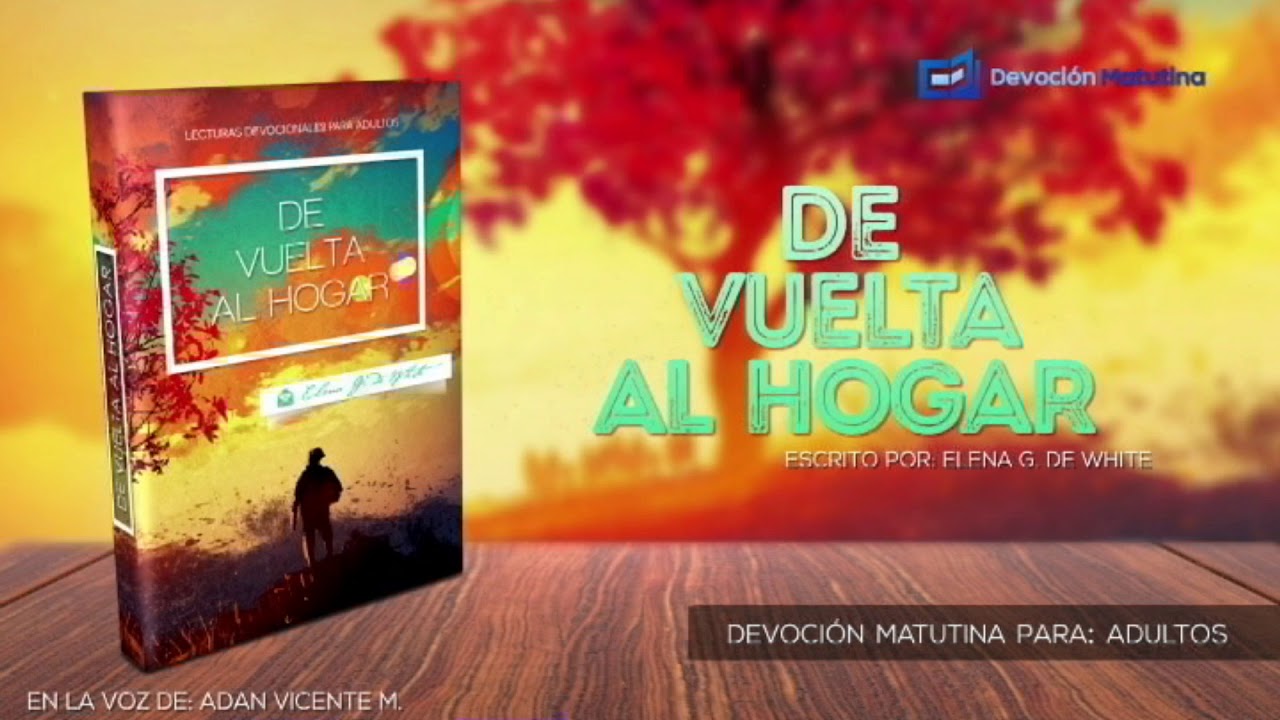 LECTURAS DEVOCIONALES PARA ADULTOS
DE
VUELTA
AL HOGAR
Elena G. de White
DE VUELTA AL HOGAR
Devoción Matutina
DE
VUELTA
AL HOGAR
ESCRITO POR: ELENA G. DE WHITE
DEVOCIÓN MATUTINA PARA: ADULTOS
EN LA VOZ DE: ADAN VICENTE M.